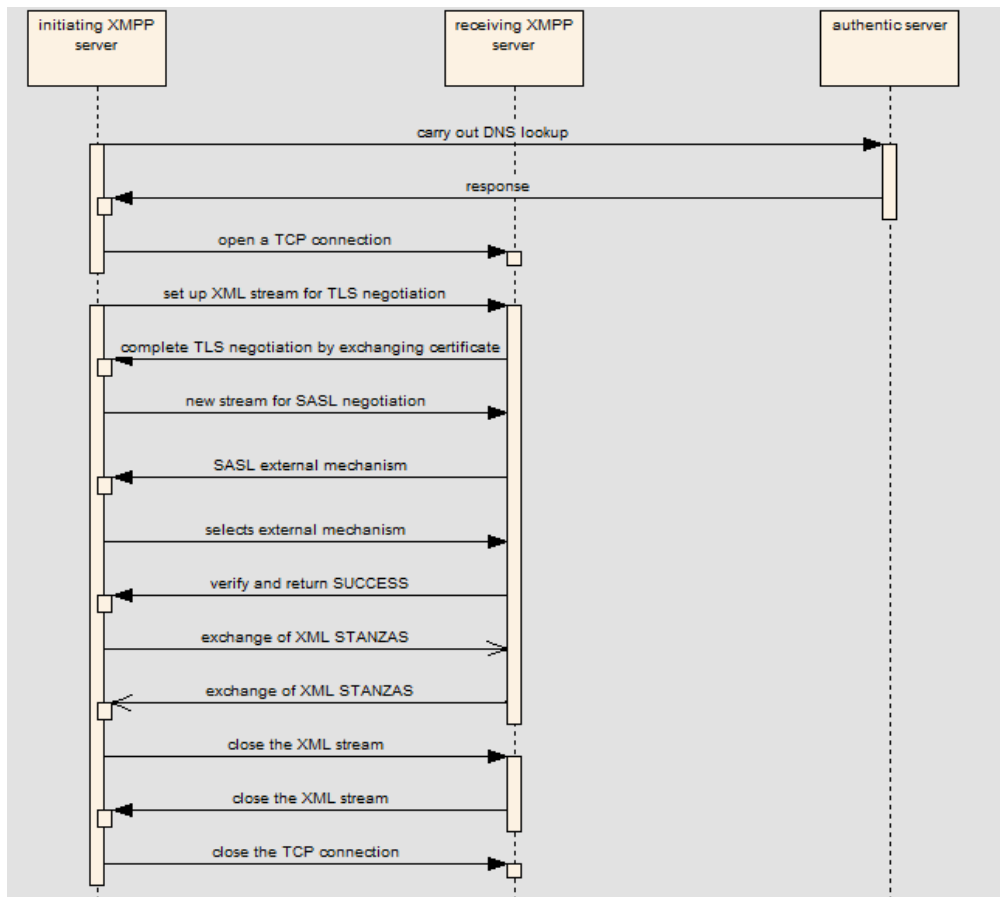 initiating XMPP
server
receiving XMPP
server
authentic server
carry out DNS lookup
response
open a TCP connection
set up XML stream for TLS negotiation
complete TLS negotiation by exchanging certificate
new stream for SASL negotiation
SASL external mechanism
selects external mechanism
verify and return SUCCESS
exchange of XML STANZAS
exchange of XML STANZAS
close the XML stream
close the XML stream
close the TCP connection